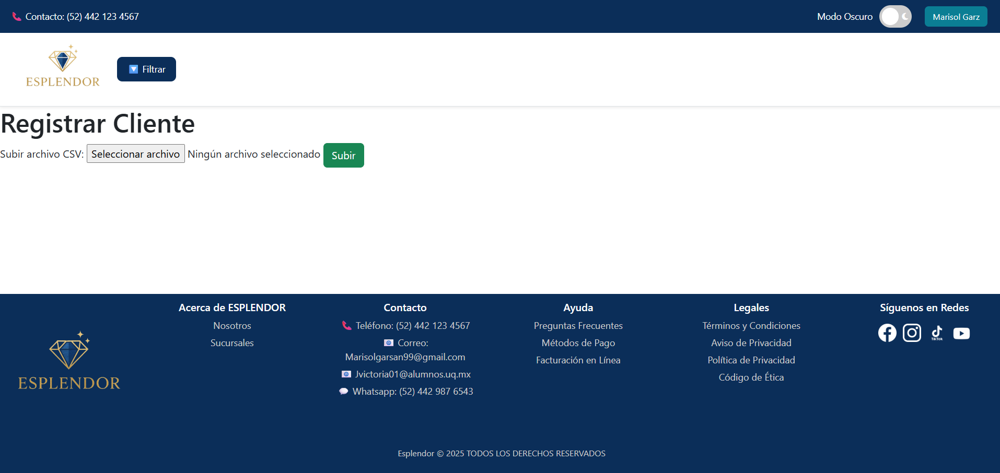 Contacto: (52) 442 123 4567
Modo Oscuro
Marisol Garz
ESPLENDOR
Filtrar
Registrar Cliente
Subir archivo CSV: Seleccionar archivo Ningún archivo seleccionado Subir
ESPLENDOR
Acerca de ESPLENDOR
Nosotros
Sucursales
Contacto
Teléfono: (52) 442 123 4567
Correo:
Marisolgarsan99@gmail.com
Jvictoria01@alumnos.uq.mx
Whatsapp: (52) 442 987 6543
Ayuda
Preguntas Frecuentes
Métodos de Pago
Facturación en Línea
Legales
Términos y Condiciones
Aviso de Privacidad
Política de Privacidad
Código de Ética
Síguenos en Redes
TikTok
Esplendor © 2025 TODOS LOS DERECHOS RESERVADOS